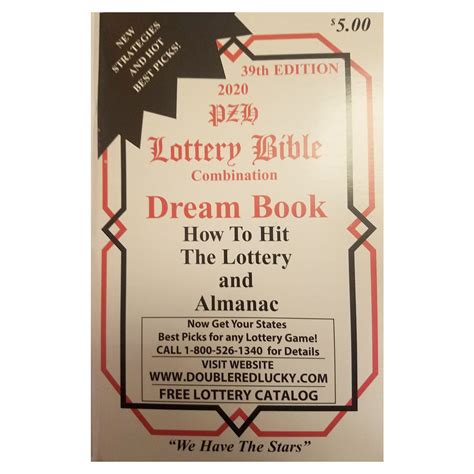 $5.00
NEW
STRATEGIES
AND HOT
BEST PICKS!
39th EDITION
2020
PZH
Lottery Bible
Combination
Dream Book
How To Hit
The Lottery
and
Almanac
Now Get Your States
Best Picks for any Lottery Game!
CALL 1-800-526-1340 for Details
VISIT WEBSITE
WWW.DOUBLEREDLUCKY.COM
FREE LOTTERY CATALOG
"We Have The Stars"